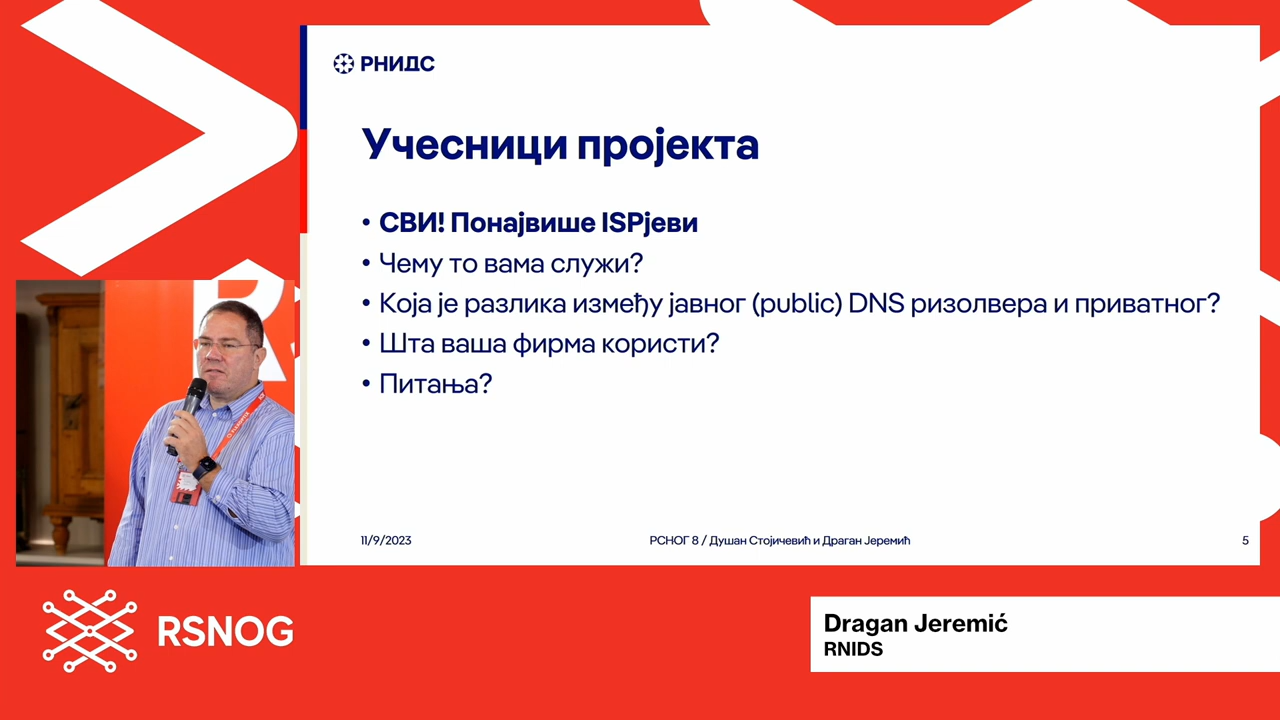 РНИДС
Учесници пројекта
• СВИ! Понајвише ISPјеви
• Чему то вама служи?
• Која је разлика између јавног (public) DNS ризолвера и приватног?
• Шта ваша фирма користи?
• Питања?
11/9/2023
РСНОГ 8 / Душан Стојичевић и Драган Јеремић
5
RSNOG
Dragan Jeremić
RNIDS